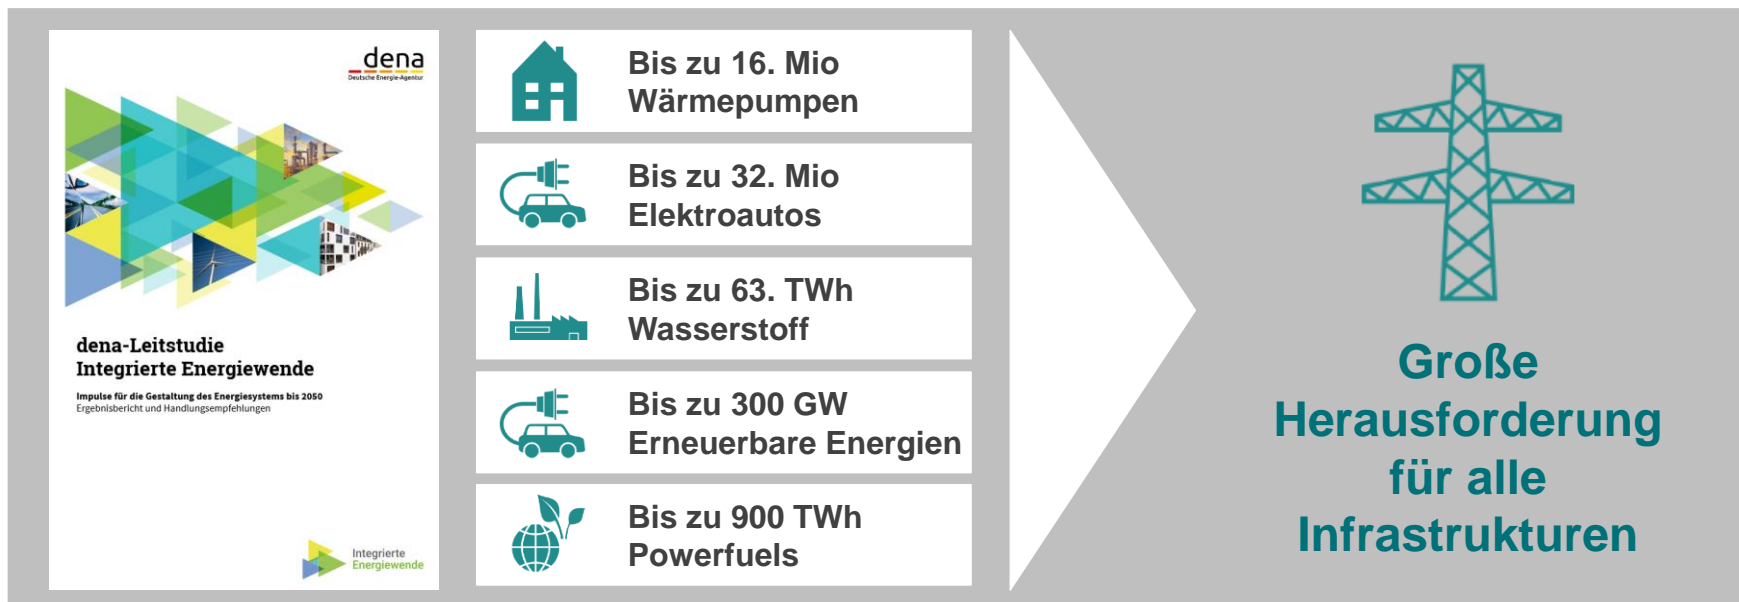 dena
Deutsche Energie-Agentur
dena-Leitstudie
Integrierte Energiewende
Impulse für die Gestaltung des Energiesystems bis 2050
Ergebnisbericht und Handlungsempfehlungen
Integrierte
Energiewende
Bis zu 16. Mio
Wärmepumpen
Bis zu 32. Mio
Elektroautos
Bis zu 63. TWh
Wasserstoff
Bis zu 300 GW
Erneuerbare Energien
Bis zu 900 TWh
Powerfuels
Große
Herausforderung
für alle
Infrastrukturen